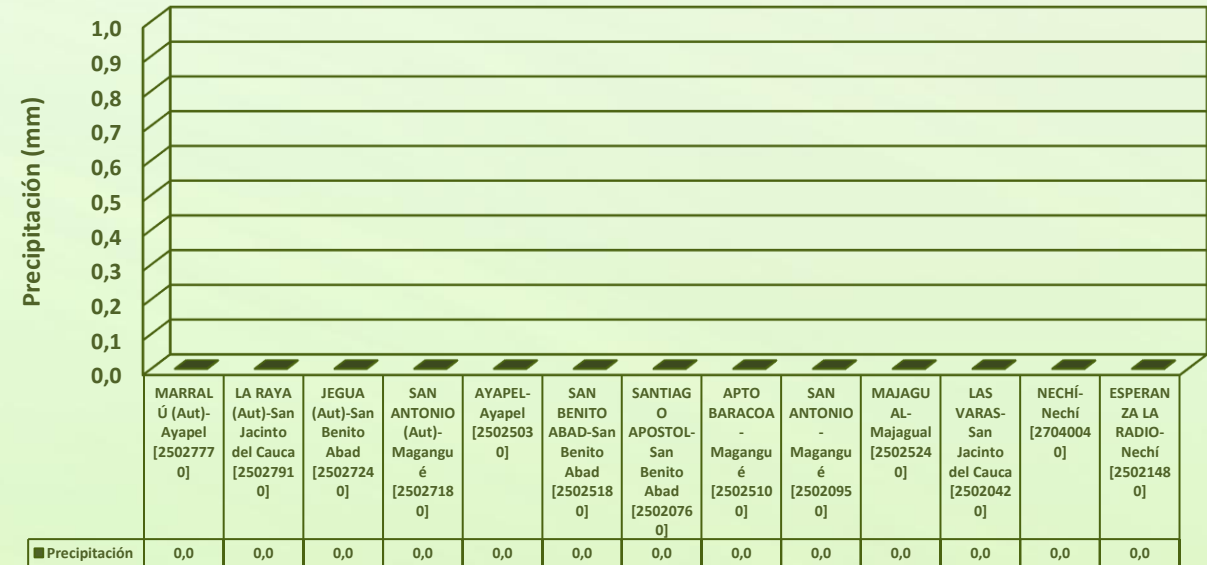 Precipitación (mm)
1,0
0,9
0,8
0,7
0,6
0,5
0,4
0,3
0,2
0,1
0,0
MARRAL
Ú (Aut)-
Ayapel
[2502777
0]
LA RAYA
(Aut)-San
Jacinto
del Cauca
[2502791
0]
JEGUA
(Aut)-San
Benito
Abad
[2502724
0]
SAN
ANTONIO
(Aut)-
Magangu
é
[2502718
0]
AYAPEL-
Ayapel
[2502503
0]
SAN
BENITO
ABAD-San
Benito
Abad
[2502518
0]
SANTIAG
O
APOSTOL-
San
Benito
Abad
[2502076
0]
APTO
BARACOA
-
Magangu
é
[2502510
0]
SAN
ANTONIO
-
Magangu
é
[2502095
0]
MAJAGU
AL-
Majagual
[2502524
0]
LAS
VARAS-
San
Jacinto
del Cauca
[2502042
0]
NECHÍ-
Nechí
[2704004
0]
ESPERAN
ZA LA
RADIO-
Nechí
[2502148
0]
Precipitación 0,0 0,0 0,0 0,0 0,0 0,0 0,0 0,0 0,0 0,0 0,0 0,0 0,0